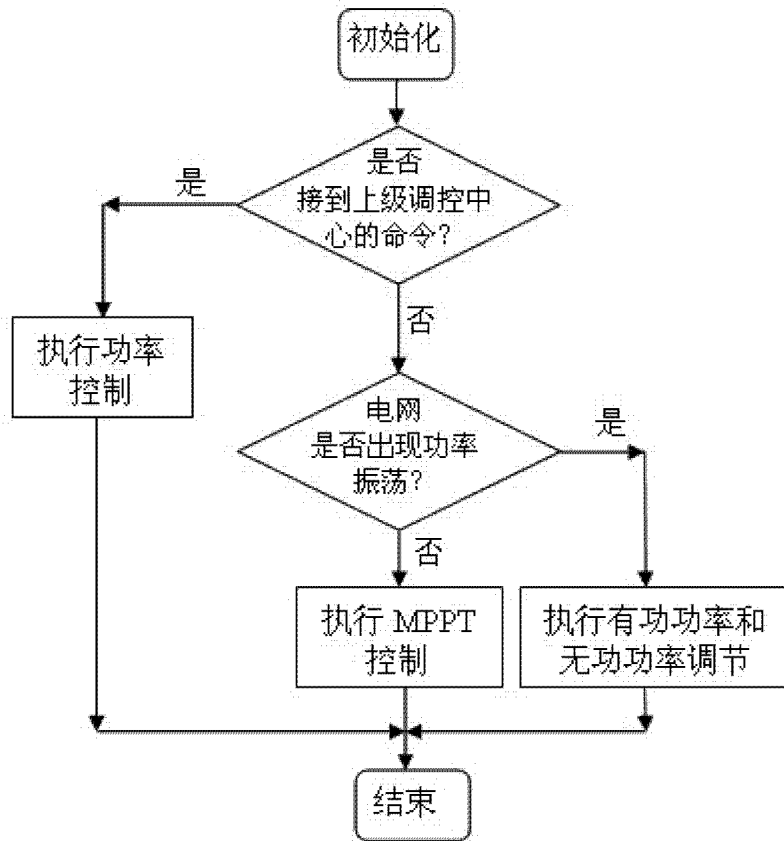 初始化
是否
接到上级调控中
心的命令?
是
否
执行功率
控制
电网
是否出现功率
振荡?
是
否
执行 MPPT
控制
执行有功功率和
无功功率调节
结束